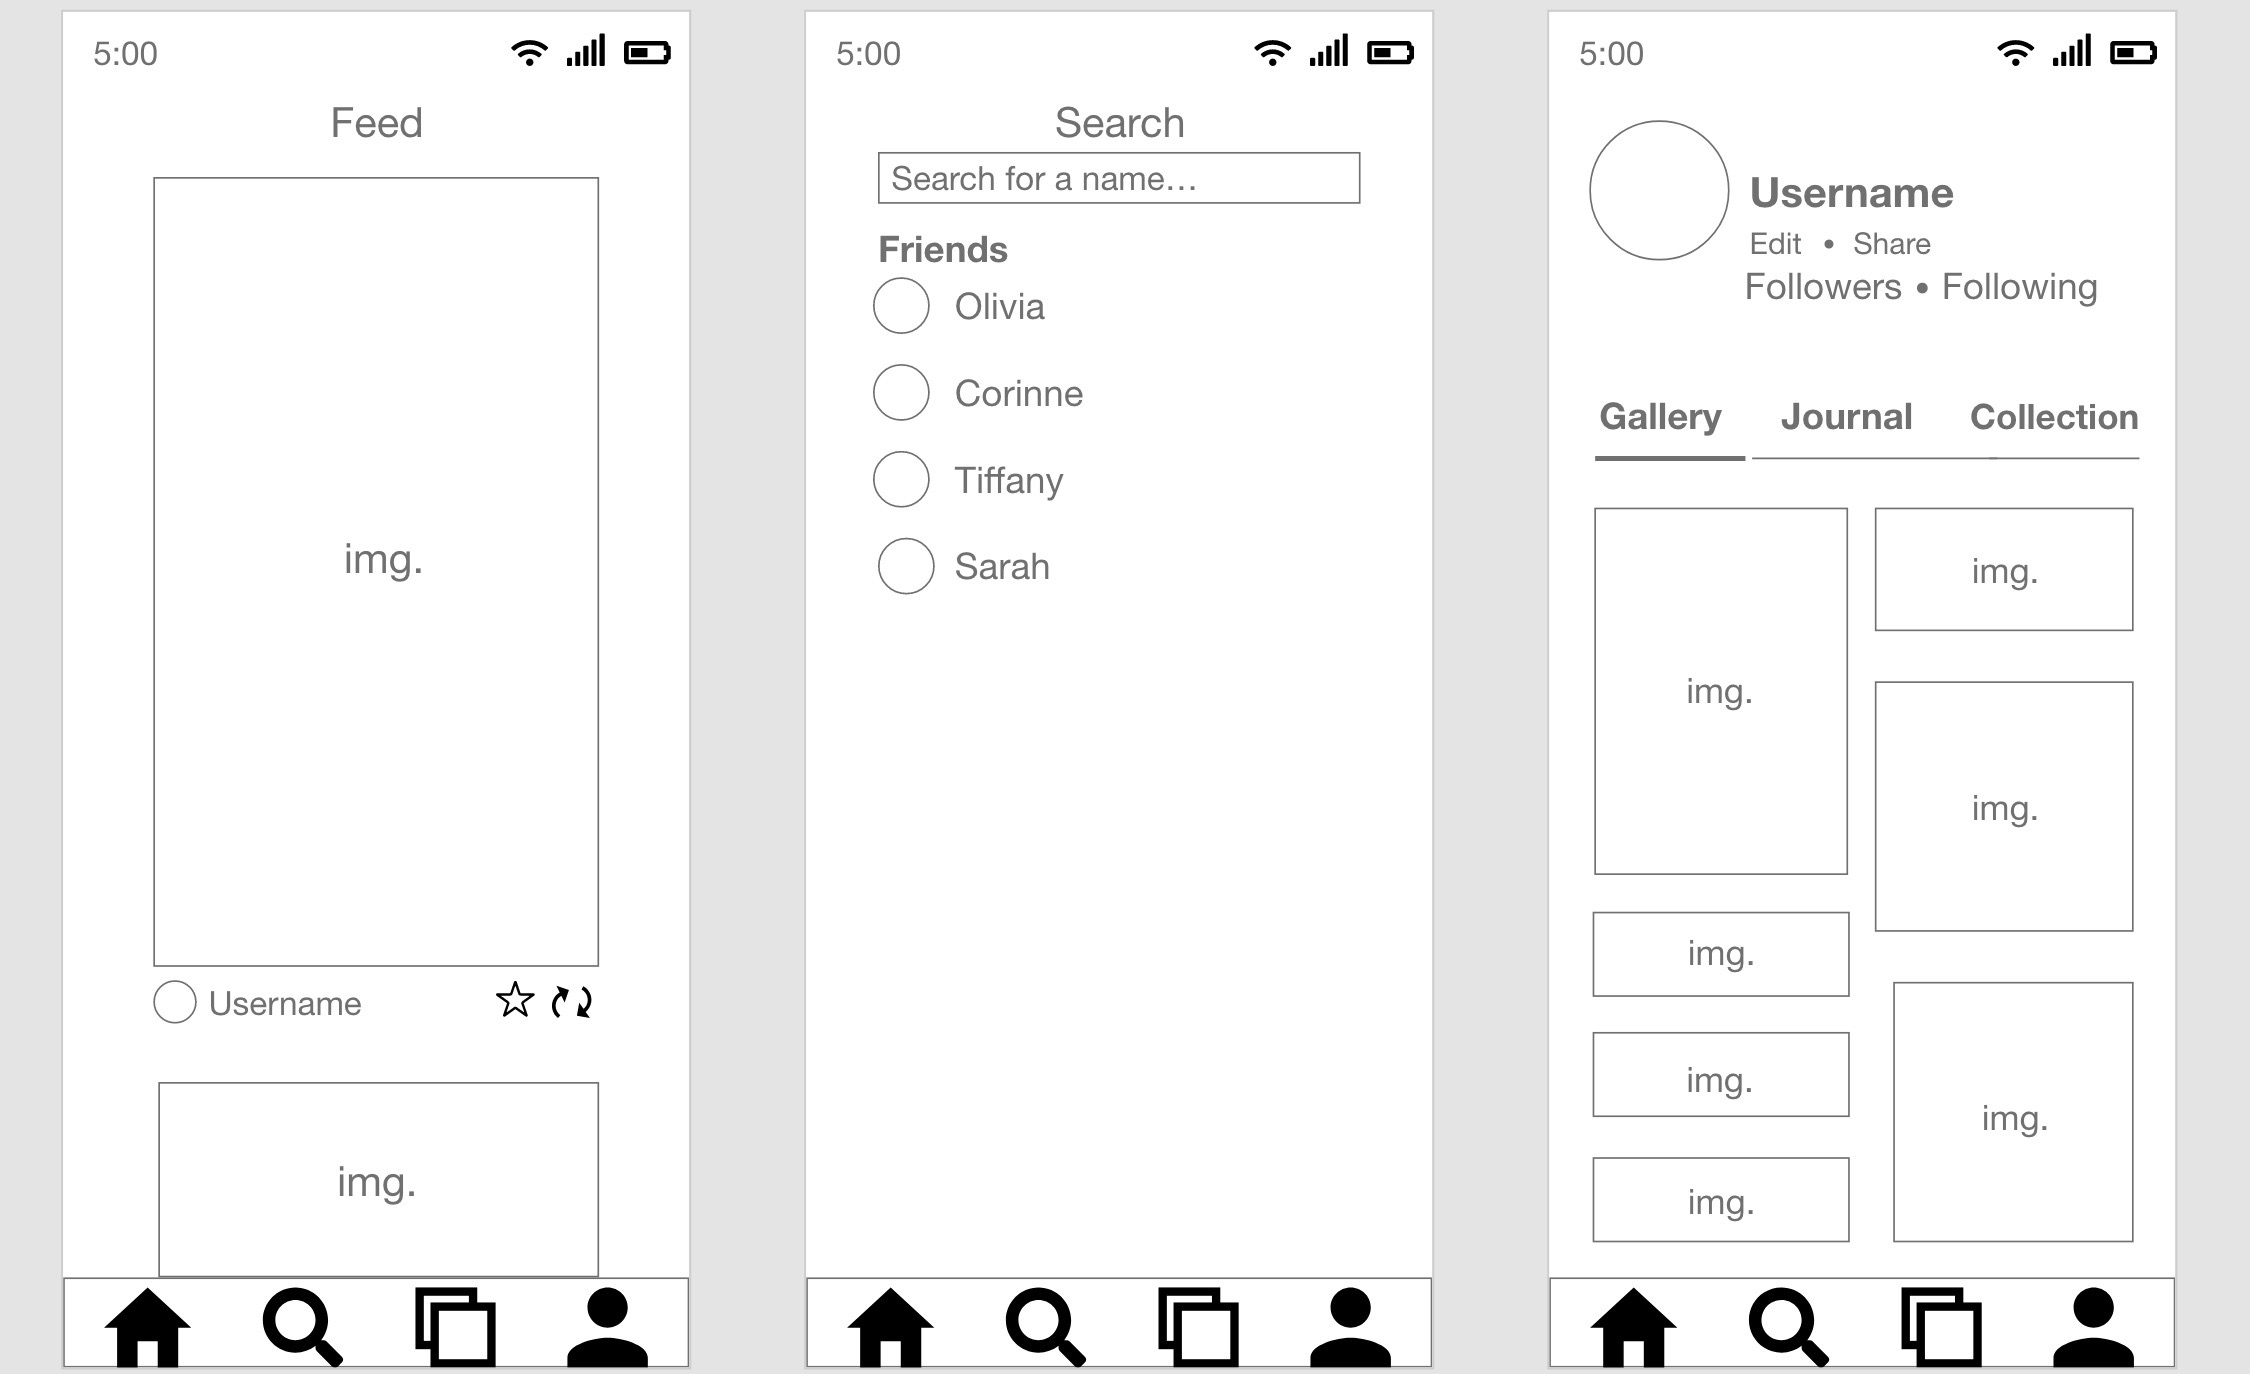 5:00
Feed
img.
Username
img.
5:00
Search
Search for a name...
Friends
Olivia
Corinne
Tiffany
Sarah
5:00
Username
Edit • Share
Followers • Following
Gallery Journal Collection
img.
img.
img.
img.
img.
img.
img.